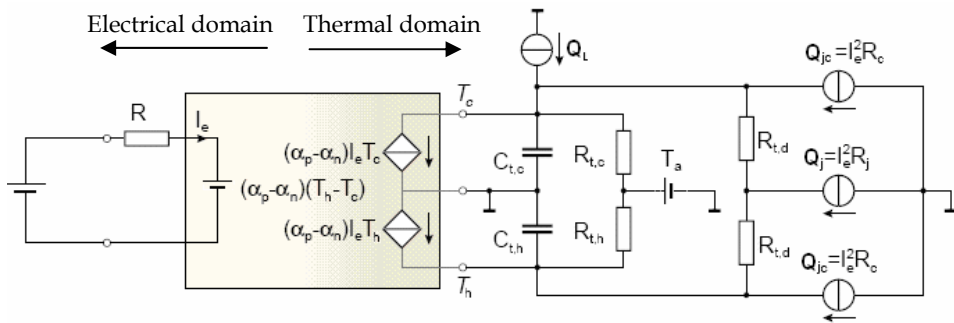 Electrical domain
Thermal domain
Q_L
Q_jc=I_e^2R_c
R
I_e
T_c
(α_p-α_n)I_eT_c
C_t,c
R_t,c
T_a
R_t,d
(α_p-α_n)(T_h-T_c)
Q_j=I_e^2R_j
(α_p-α_n)I_eT_h
C_t,h
R_t,h
R_t,d
Q_jc=I_e^2R_c
T_h